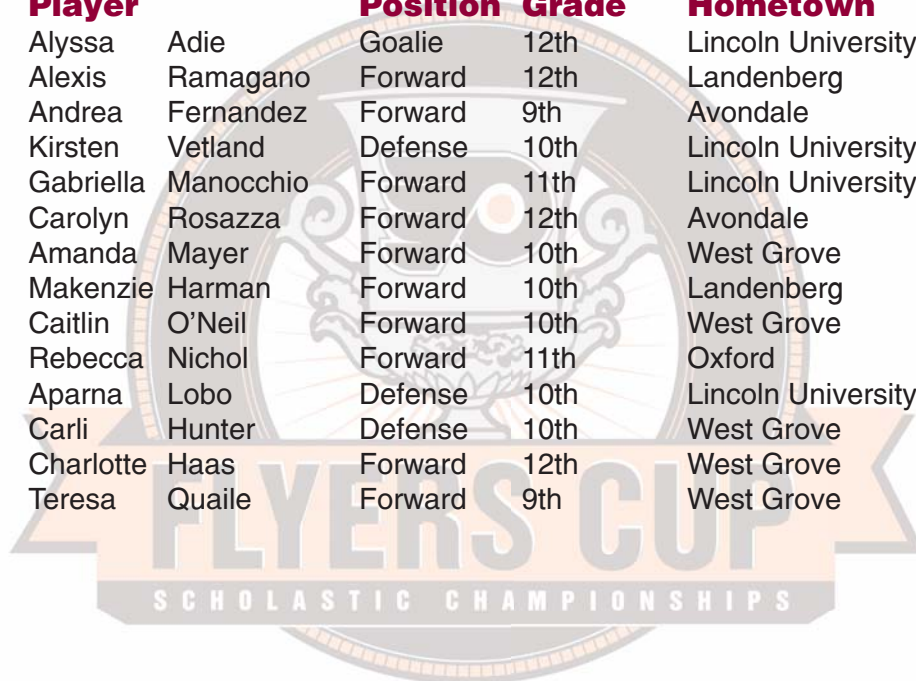 Player Position Grade Hometown
Alyssa Adie Goalie 12th Lincoln University
Alexis Ramagano Forward 12th Landenberg
Andrea Fernandez Forward 9th Avondale
Kirsten Vetland Defense 10th Lincoln University
Gabriella Manocchio Forward 11th Lincoln University
Carolyn Rosazza Forward 12th Avondale
Amanda Mayer Forward 10th West Grove
Makenzie Harman Forward 10th Landenberg
Caitlin O’Neil Forward 10th West Grove
Rebecca Nichol Forward 11th Oxford
Aparna Lobo Defense 10th Lincoln University
Carli Hunter Defense 10th West Grove
Charlotte Haas Forward 12th West Grove
Teresa Quaile Forward 9th West Grove
FLYERS CUP
SCHOLASTIC CHAMPIONSHIPS